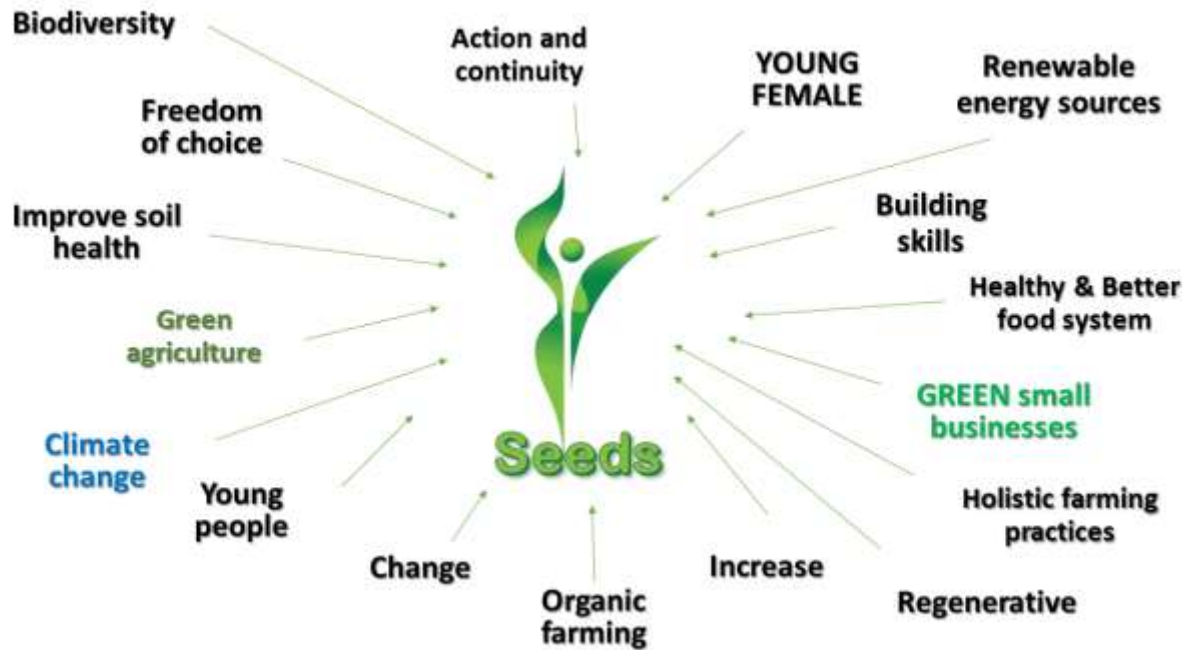 Biodiversity
Action and
continuity
YOUNG
FEMALE
Renewable
energy sources
Freedom
of choice
Building
skills
Improve soil
health
Healthy & Better
food system
Green
agriculture
GREEN small
businesses
Climate
change
Seeds
Young
people
Holistic farming
practices
Change
Increase
Organic
farming
Regenerative